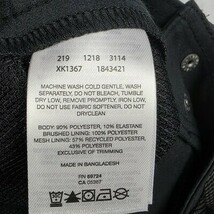 219 1218 3114
XK1367 1843421
MACHINE WASH COLD GENTLE. WASH
SEPARATELY, DO NOT BLEACH, TUMBLE
DRY LOW, REMOVE PROMPTLY, IRON LOW,
DO NOT USE FABRIC SOFTENER, DO NOT
DRYCLEAN
BODY: 90% POLYESTER, 10% ELASTANE
BRUSHED LINING: 100% POLYESTER
MESH LINING: 57% RECYCLED POLYESTER,
43% POLYESTER
EXCLUSIVE OF TRIMMING
MADE IN BANGLADESH
RN 69724
CA 05367